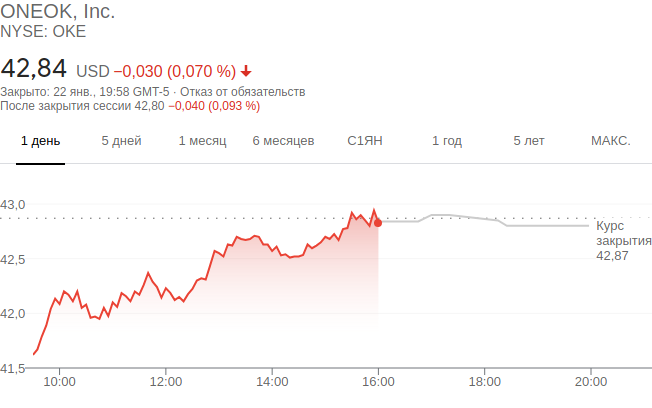 ONEOK, Inc.
NYSE: OKE
42,84 USD −0,030 (0,070 %)
Закрыто: 22 янв., 19:58 GMT-5 · Отказ от обязательств
После закрытия сессии 42,80 −0,040 (0,093 %)
1 день 5 дней 1 месяц 6 месяцев С1ЯН 1 год 5 лет МАКС.
43,0
Курс
закрытия
42,87
42,5
42,0
41,5
10:00 12:00 14:00 16:00 18:00 20:00